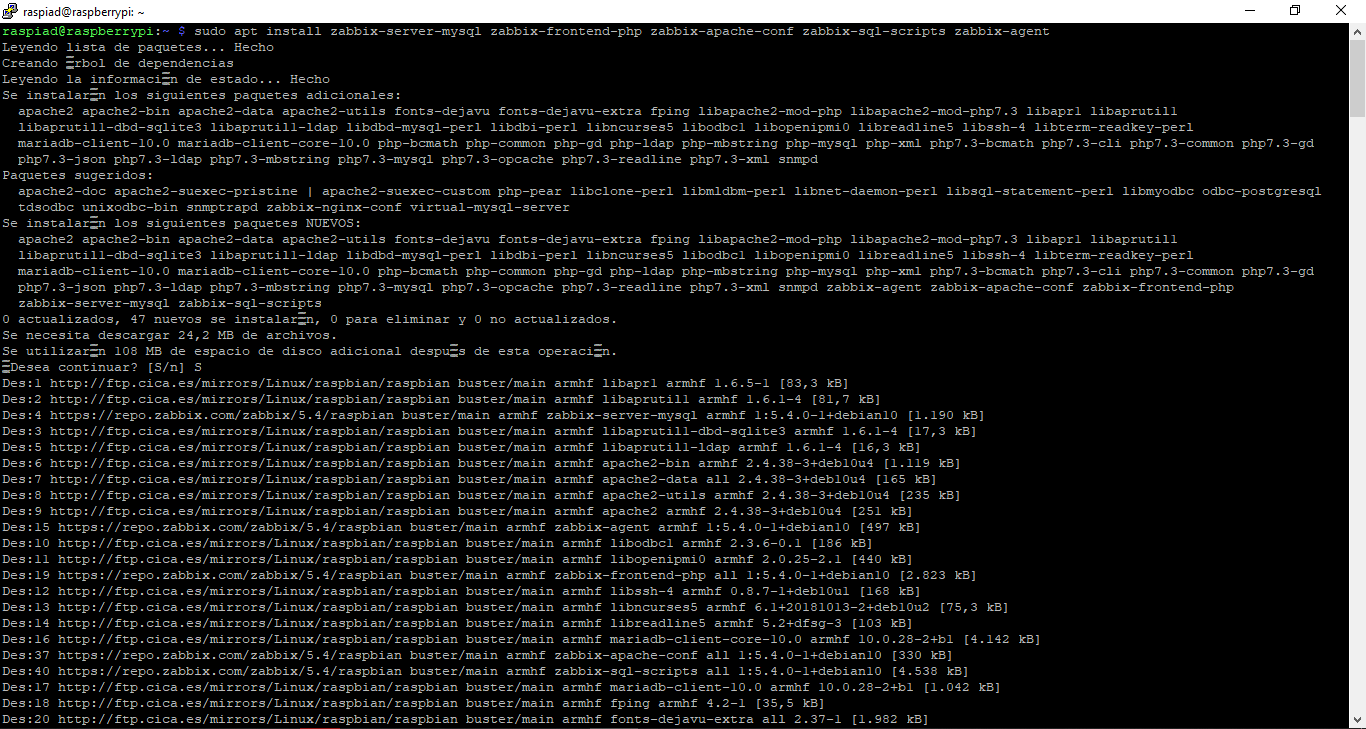 raspiad@raspberrypi: ~
raspiad@raspberrypi:~ $ sudo apt install zabbix-server-mysql zabbix-frontend-php zabbix-apache-conf zabbix-sql-scripts zabbix-agent
Leyendo lista de paquetes... Hecho
Creando rbol de dependencias
Leyendo la informacin de estado... Hecho
Se instalarn los siguientes paquetes adicionales:
apache2 apache2-bin apache2-data apache2-utils fonts-dejavu fonts-dejavu-extra fping libapache2-mod-php libapache2-mod-php7.3 libapr1 libaprutil1
libaprutil1-dbd-sqlite3 libaprutil1-ldap libdbd-mysql-perl libdbi-perl libncurses5 libodbc1 libopenipmi0 libreadline5 libssh-4 libterm-readkey-perl
mariadb-client-10.0 mariadb-client-core-10.0 php-bcmath php-common php-gd php-ldap php-mbstring php-mysql php-xml php7.3-bcmath php7.3-cli php7.3-common php7.3-gd
php7.3-json php7.3-ldap php7.3-mbstring php7.3-mysql php7.3-opcache php7.3-readline php7.3-xml snmpd
Paquetes sugeridos:
apache2-doc apache2-suexec-pristine | apache2-suexec-custom php-pear libclone-perl libmldbm-perl libnet-daemon-perl libsql-statement-perl libmyodbc odbc-postgresql
tdsodbc unixodbc-bin snmptrapd zabbix-nginx-conf virtual-mysql-server
Se instalarn los siguientes paquetes NUEVOS:
apache2 apache2-bin apache2-data apache2-utils fonts-dejavu fonts-dejavu-extra fping libapache2-mod-php libapache2-mod-php7.3 libapr1 libaprutil1
libaprutil1-dbd-sqlite3 libaprutil1-ldap libdbd-mysql-perl libdbi-perl libncurses5 libodbc1 libopenipmi0 libreadline5 libssh-4 libterm-readkey-perl
mariadb-client-10.0 mariadb-client-core-10.0 php-bcmath php-common php-gd php-ldap php-mbstring php-mysql php-xml php7.3-bcmath php7.3-cli php7.3-common php7.3-gd
php7.3-json php7.3-ldap php7.3-mbstring php7.3-mysql php7.3-opcache php7.3-readline php7.3-xml snmpd zabbix-agent zabbix-apache-conf zabbix-frontend-php
zabbix-server-mysql zabbix-sql-scripts
0 actualizados, 47 nuevos se instalarn, 0 para eliminar y 0 no actualizados.
Se necesita descargar 24,2 MB de archivos.
Se utilizarn 108 MB de espacio de disco adicional despus de esta operacin.
Desea continuar? [S/n] S
Des:1 http://ftp.cica.es/mirrors/Linux/raspbian/raspbian buster/main armhf libapr1 armhf 1.6.5-1 [83,3 kB]
Des:2 http://ftp.cica.es/mirrors/Linux/raspbian/raspbian buster/main armhf libaprutil1 armhf 1.6.1-4 [81,7 kB]
Des:4 https://repo.zabbix.com/zabbix/5.4/raspbian buster/main armhf zabbix-server-mysql armhf 1:5.4.0-1+debian10 [1.190 kB]
Des:3 http://ftp.cica.es/mirrors/Linux/raspbian/raspbian buster/main armhf libaprutil1-dbd-sqlite3 armhf 1.6.1-4 [17,3 kB]
Des:5 http://ftp.cica.es/mirrors/Linux/raspbian/raspbian buster/main armhf libaprutil1-ldap armhf 1.6.1-4 [16,3 kB]
Des:6 http://ftp.cica.es/mirrors/Linux/raspbian/raspbian buster/main armhf apache2-bin armhf 2.4.38-3+deb10u4 [1.119 kB]
Des:7 http://ftp.cica.es/mirrors/Linux/raspbian/raspbian buster/main armhf apache2-data all 2.4.38-3+deb10u4 [165 kB]
Des:8 http://ftp.cica.es/mirrors/Linux/raspbian/raspbian buster/main armhf apache2-utils armhf 2.4.38-3+deb10u4 [235 kB]
Des:9 http://ftp.cica.es/mirrors/Linux/raspbian/raspbian buster/main armhf apache2 armhf 2.4.38-3+deb10u4 [251 kB]
Des:15 https://repo.zabbix.com/zabbix/5.4/raspbian buster/main armhf zabbix-agent armhf 1:5.4.0-1+debian10 [497 kB]
Des:10 http://ftp.cica.es/mirrors/Linux/raspbian/raspbian buster/main armhf libodbc1 armhf 2.3.6-0.1 [186 kB]
Des:11 http://ftp.cica.es/mirrors/Linux/raspbian/raspbian buster/main armhf libopenipmi0 armhf 2.0.25-2.1 [440 kB]
Des:19 https://repo.zabbix.com/zabbix/5.4/raspbian buster/main armhf zabbix-frontend-php all 1:5.4.0-1+debian10 [2.823 kB]
Des:12 http://ftp.cica.es/mirrors/Linux/raspbian/raspbian buster/main armhf libssh-4 armhf 0.8.7-1+deb10u1 [168 kB]
Des:13 http://ftp.cica.es/mirrors/Linux/raspbian/raspbian buster/main armhf libncurses5 armhf 6.1+20181013-2+deb10u2 [75,3 kB]
Des:14 http://ftp.cica.es/mirrors/Linux/raspbian/raspbian buster/main armhf libreadline5 armhf 5.2+dfsg-3 [103 kB]
Des:16 http://ftp.cica.es/mirrors/Linux/raspbian/raspbian buster/main armhf mariadb-client-core-10.0 armhf 10.0.28-2+b1 [4.142 kB]
Des:37 https://repo.zabbix.com/zabbix/5.4/raspbian buster/main armhf zabbix-apache-conf all 1:5.4.0-1+debian10 [330 kB]
Des:40 https://repo.zabbix.com/zabbix/5.4/raspbian buster/main armhf zabbix-sql-scripts all 1:5.4.0-1+debian10 [4.538 kB]
Des:17 http://ftp.cica.es/mirrors/Linux/raspbian/raspbian buster/main armhf mariadb-client-10.0 armhf 10.0.28-2+b1 [1.042 kB]
Des:18 http://ftp.cica.es/mirrors/Linux/raspbian/raspbian buster/main armhf fping armhf 4.2-1 [35,5 kB]
Des:20 http://ftp.cica.es/mirrors/Linux/raspbian/raspbian buster/main armhf fonts-dejavu-extra all 2.37-1 [1.982 kB]